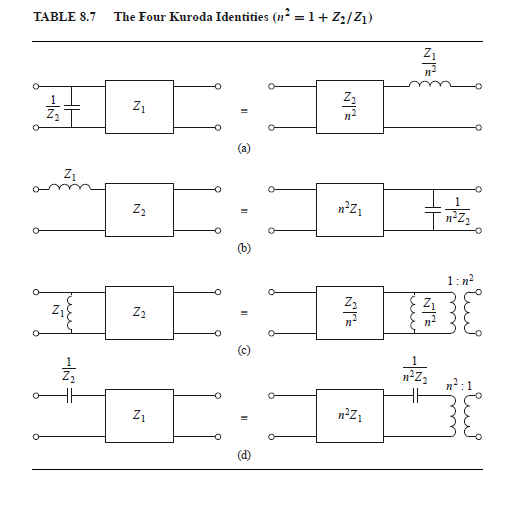 TABLE 8.7 The Four Kuroda Identities (n² = 1 + Z₂/Z₁)
1/Z₂
Z₁
=
Z₂/n²
Z₁/n²
(a)
Z₁
Z₂
=
n²Z₁
1/n²Z₂
(b)
Z₁
Z₂
=
Z₂/n²
Z₁/n²
1 : n²
(c)
1/Z₂
Z₁
=
n²Z₁
1/n²Z₂
n² : 1
(d)